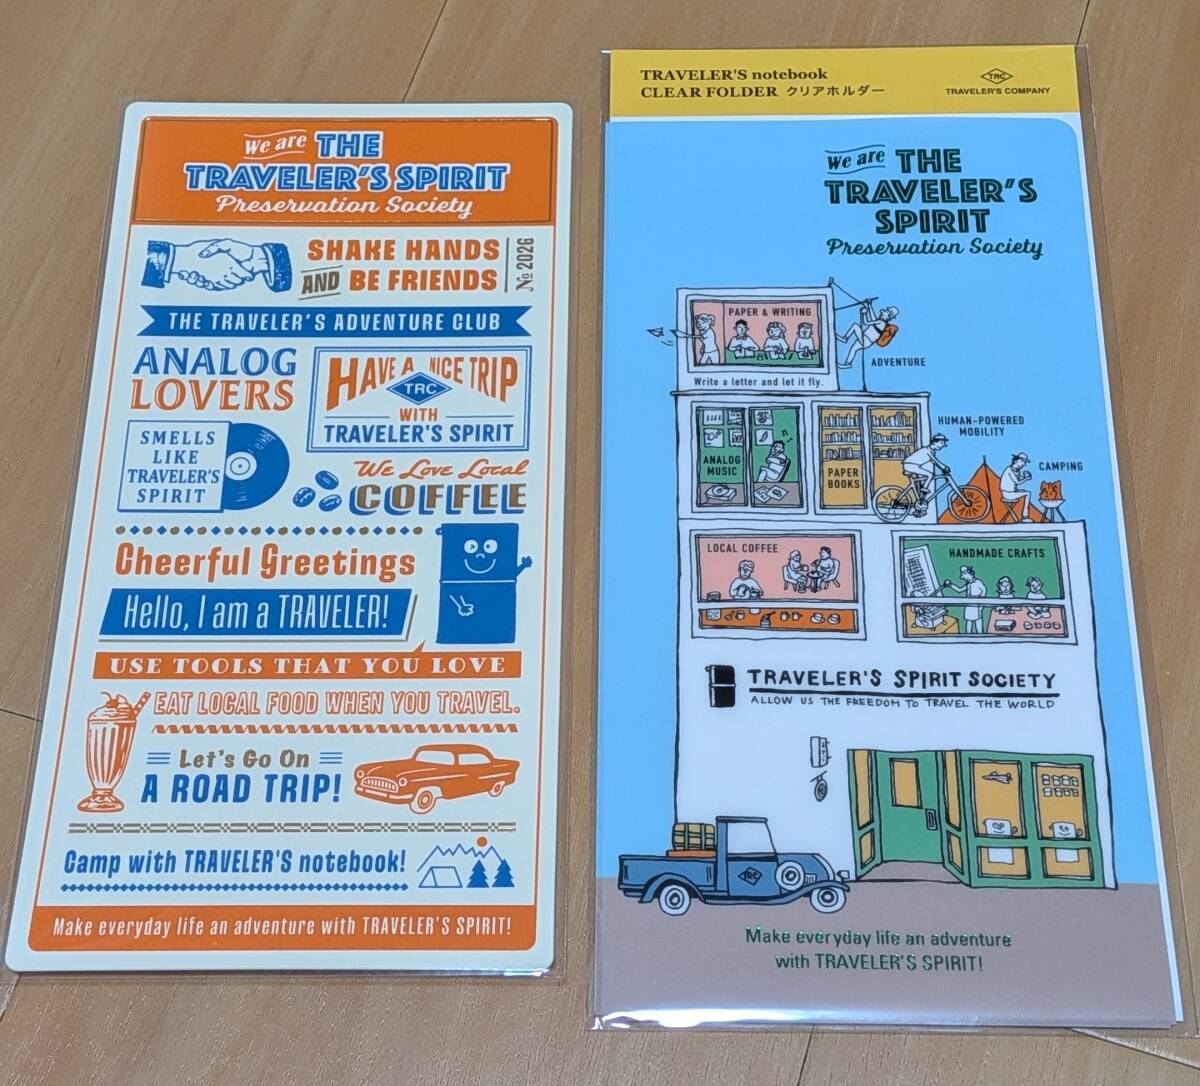 We are THE
TRAVELER'S SPIRIT
Preservation Society
SHAKE HANDS
AND BE FRIENDS
No. 2026
THE TRAVELER'S ADVENTURE CLUB
ANALOG
LOVERS
HAVE A NICE TRIP
TRC
WITH
TRAVELER'S SPIRIT
SMELLS
LIKE
TRAVELER'S
SPIRIT
We Love Local
COFFEE
Cheerful Greetings
Hello, I am a TRAVELER!
USE TOOLS THAT YOU LOVE
EAT LOCAL FOOD WHEN YOU TRAVEL.
Let's Go On
A ROAD TRIP!
Camp with TRAVELER'S notebook!
Make everyday life an adventure with TRAVELER'S SPIRIT!
TRAVELER'S notebook
CLEAR FOLDER クリアホルダー
TRC
TRAVELER'S COMPANY
We are THE
TRAVELER'S
SPIRIT
Preservation Society
PAPER & WRITING
ADVENTURE
Write a letter and let it fly.
ANALOG
MUSIC
PAPER
BOOKS
HUMAN-POWERED
MOBILITY
CAMPING
LOCAL COFFEE
HANDMADE CRAFTS
TRAVELER'S SPIRIT SOCIETY
ALLOW US THE FREEDOM TO TRAVEL THE WORLD
TRC
Make everyday life an adventure
with TRAVELER'S SPIRIT!